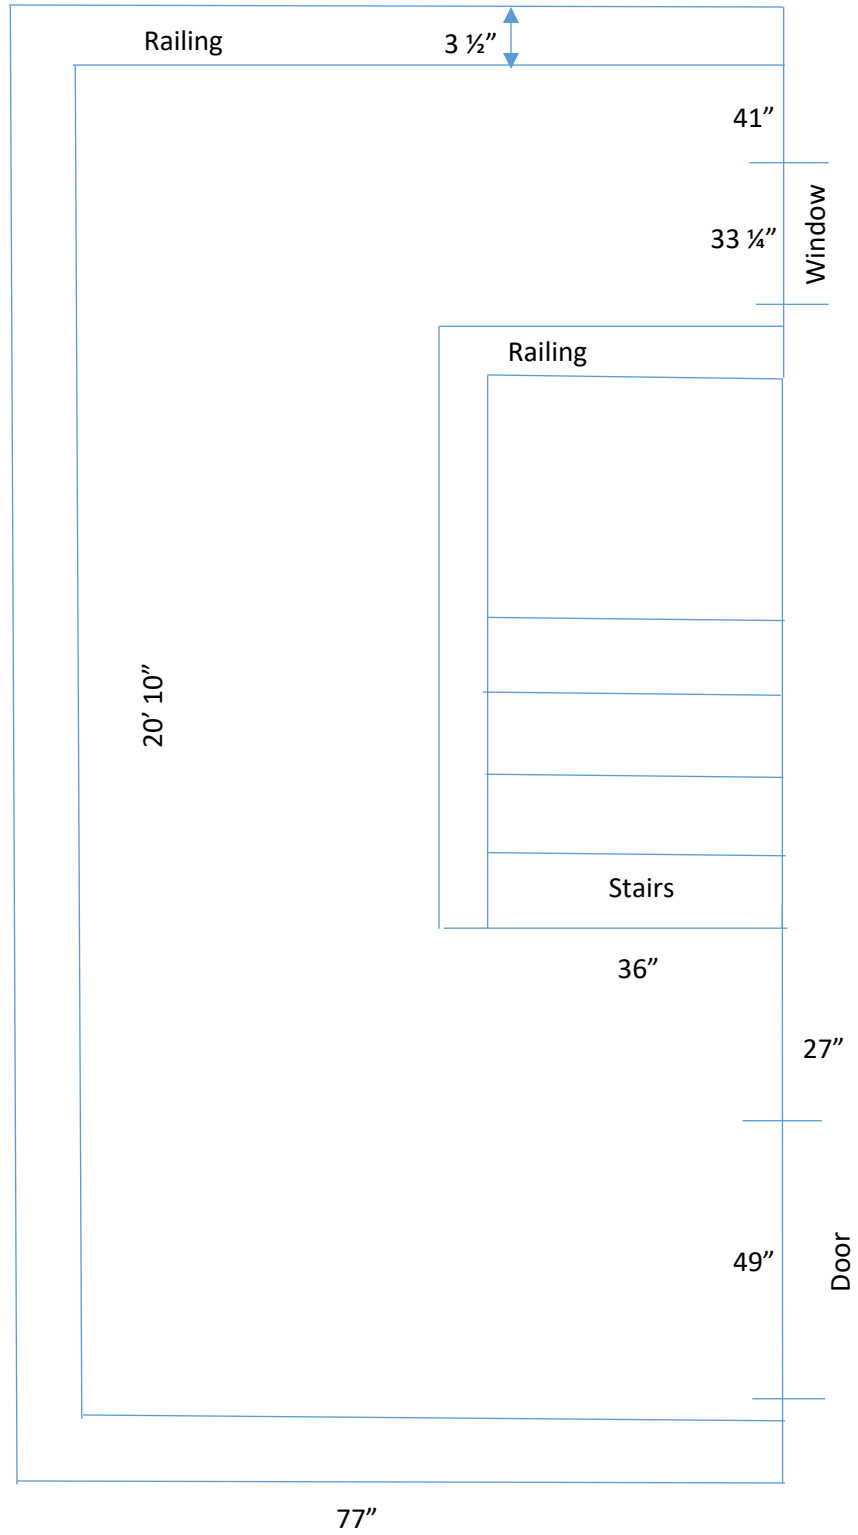 Railing
3 ½”
41”
Window
33 ¼”
Railing
20’ 10”
Stairs
36”
27”
49”
Door
77”